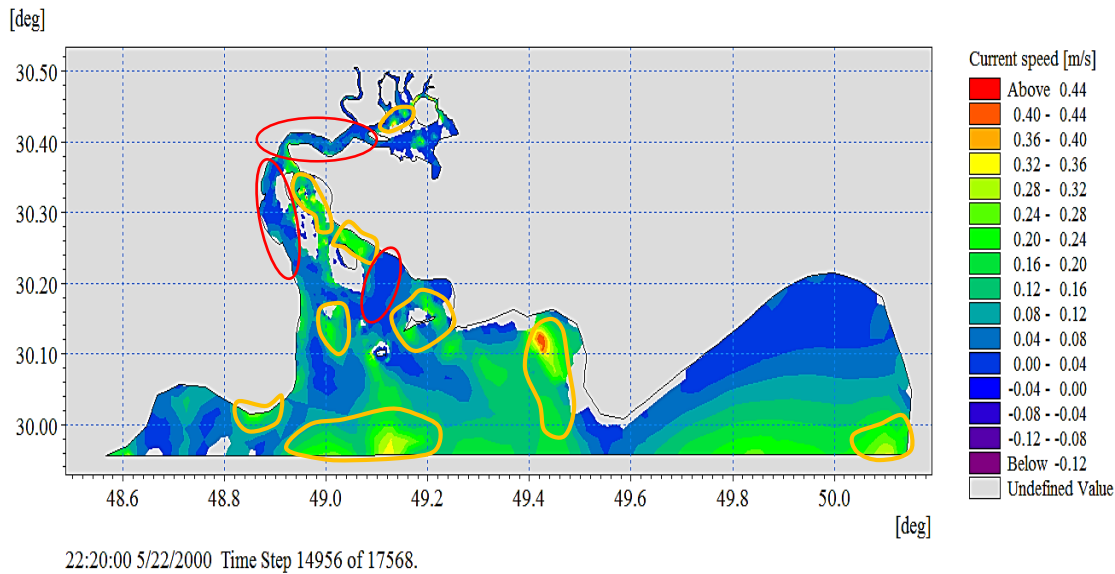 [deg]
30.50
30.40
30.30
30.20
30.10
30.00
48.6 48.8 49.0 49.2 49.4 49.6 49.8 50.0
[deg]
22:20:00 5/22/2000 Time Step 14956 of 17568.
Current speed [m/s]
Above 0.44
0.40 - 0.44
0.36 - 0.40
0.32 - 0.36
0.28 - 0.32
0.24 - 0.28
0.20 - 0.24
0.16 - 0.20
0.12 - 0.16
0.08 - 0.12
0.04 - 0.08
0.00 - 0.04
-0.04 - 0.00
-0.08 - -0.04
-0.12 - -0.08
Below -0.12
Undefined Value